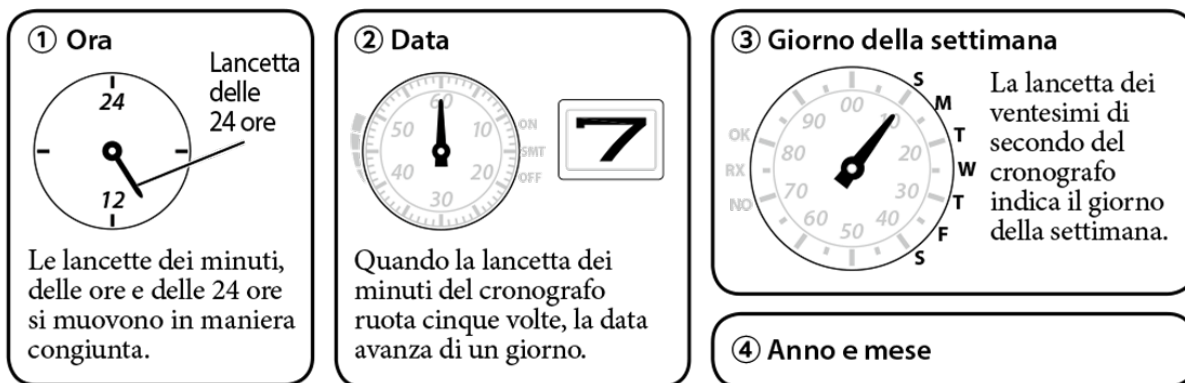 ① Ora
Lancetta
delle
24 ore
24
12
Le lancette dei minuti,
delle ore e delle 24 ore
si muovono in maniera
congiunta.
② Data
60
50
10
40
20
30
ON
SMT
OFF
7
Quando la lancetta dei
minuti del cronografo
ruota cinque volte, la data
avanza di un giorno.
③ Giorno della settimana
00
90
10
80
20
70
30
60
40
50
OK
RX
NO
S
M
T
W
T
F
S
La lancetta dei
ventesimi di
secondo del
cronografo
indica il giorno
della settimana.
④ Anno e mese